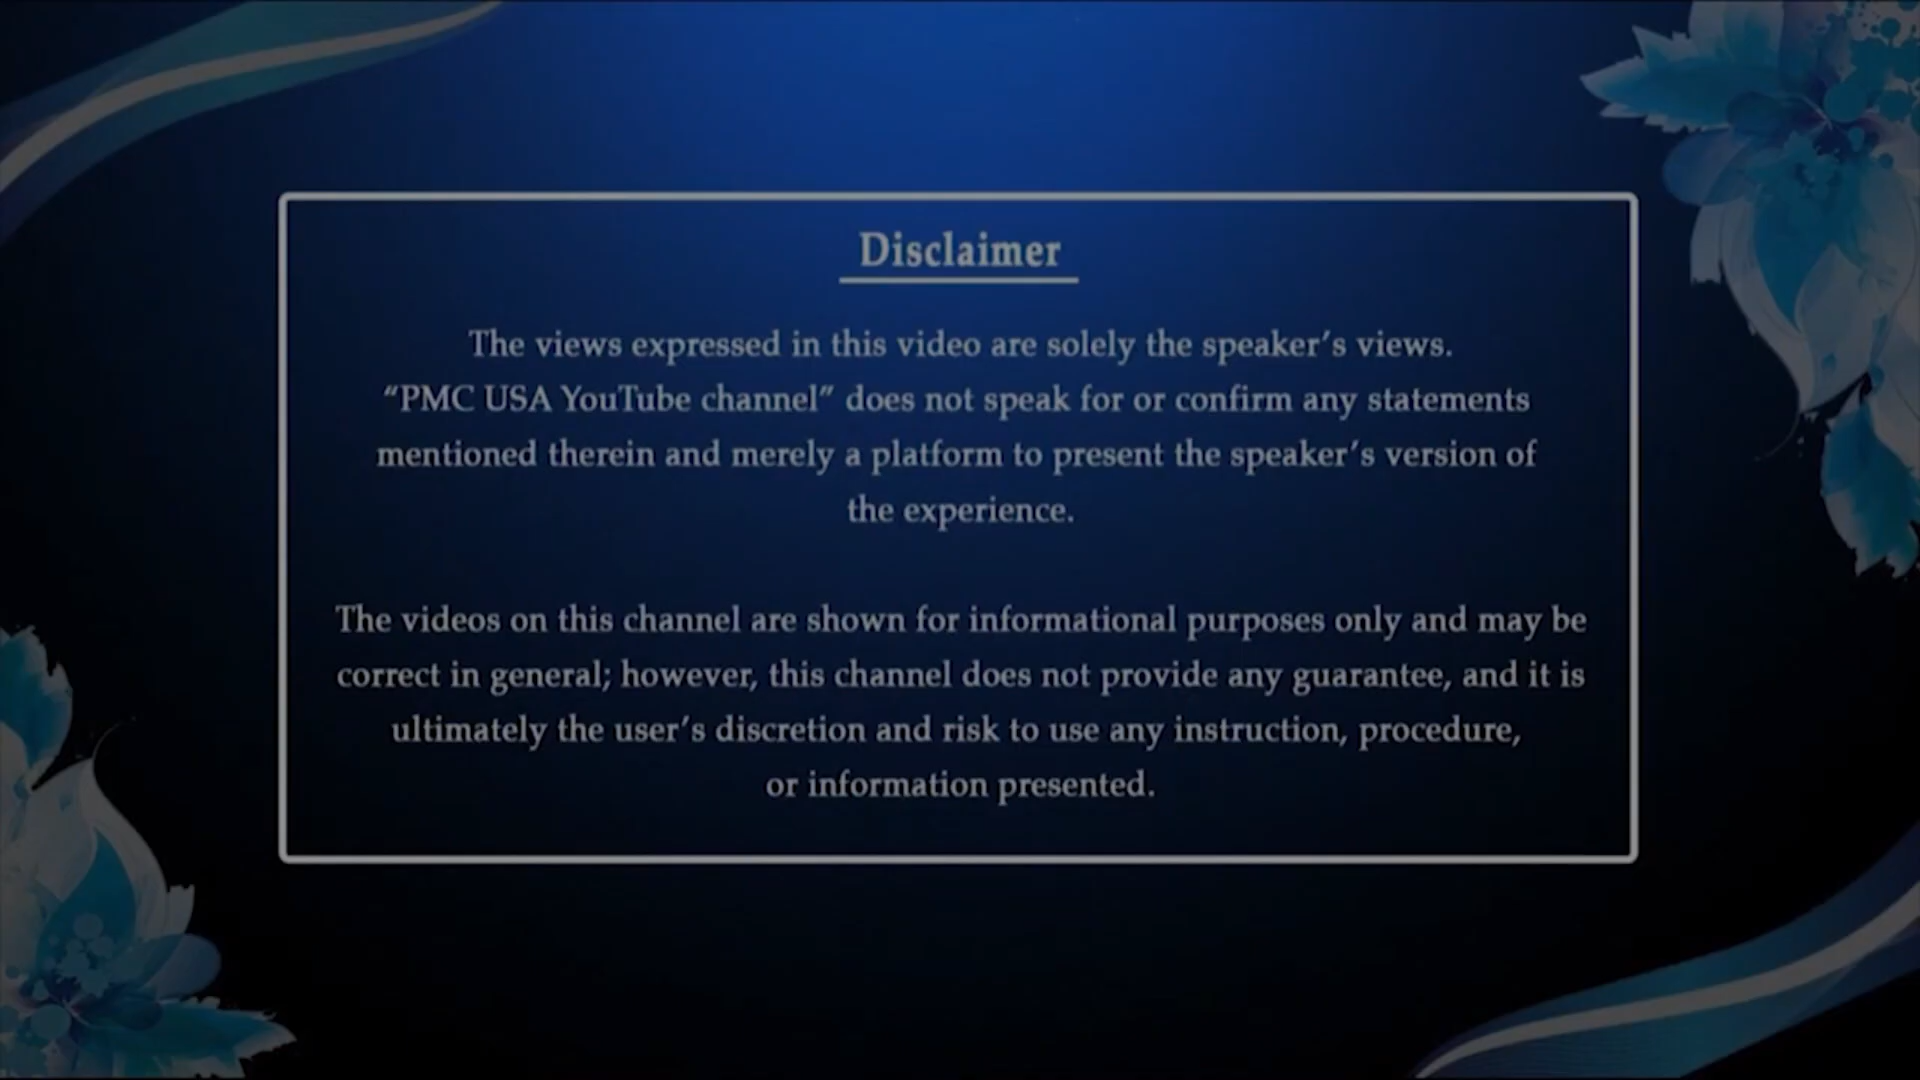 Disclaimer
The views expressed in this video are solely the speaker’s views.
“PMC USA YouTube channel” does not speak for or confirm any statements
mentioned therein and merely a platform to present the speaker’s version of
the experience.
The videos on this channel are shown for informational purposes only and may be
correct in general; however, this channel does not provide any guarantee, and it is
ultimately the user’s discretion and risk to use any instruction, procedure,
or information presented.